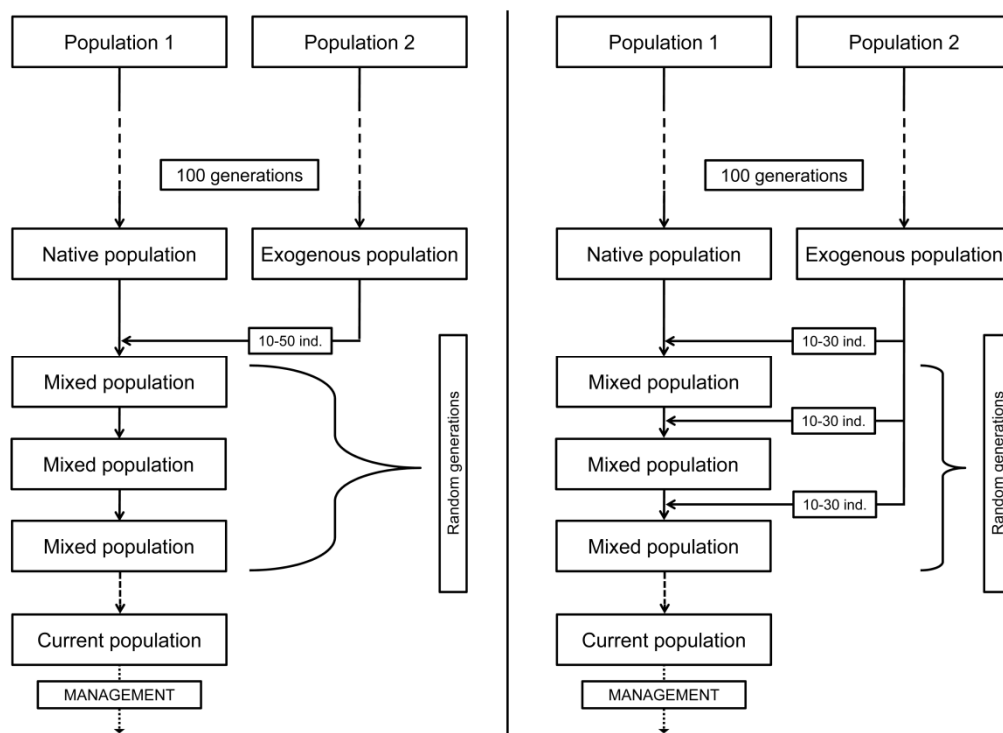 Population 1
Population 2
100 generations
Native population
Exogenous population
10-50 ind.
Mixed population
Mixed population
Mixed population
Random generations
Current population
MANAGEMENT
Population 1
Population 2
100 generations
Native population
Exogenous population
10-30 ind.
Mixed population
10-30 ind.
Mixed population
10-30 ind.
Mixed population
Random generations
Current population
MANAGEMENT